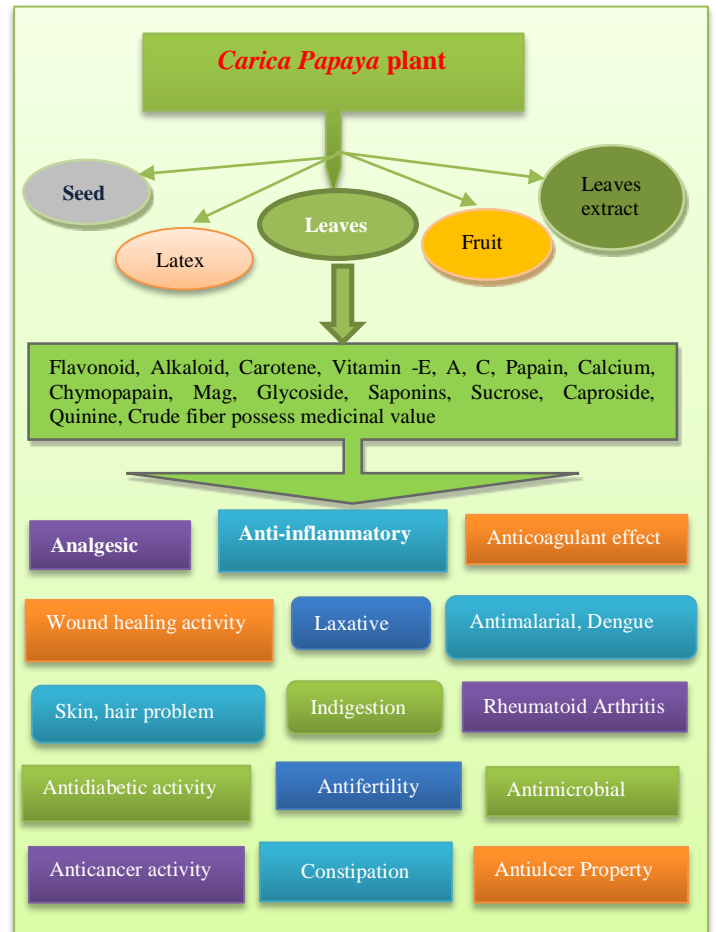 Carica Papaya plant
Seed
Latex
Leaves
Fruit
Leaves
extract
Flavonoid, Alkaloid, Carotene, Vitamin -E, A, C, Papain, Calcium,
Chymopapain, Mag, Glycoside, Saponins, Sucrose, Caproside,
Quinine, Crude fiber possess medicinal value
Analgesic
Anti-inflammatory
Anticoagulant effect
Wound healing activity
Laxative
Antimalarial, Dengue
Skin, hair problem
Indigestion
Rheumatoid Arthritis
Antidiabetic activity
Antifertility
Antimicrobial
Anticancer activity
Constipation
Antiulcer Property